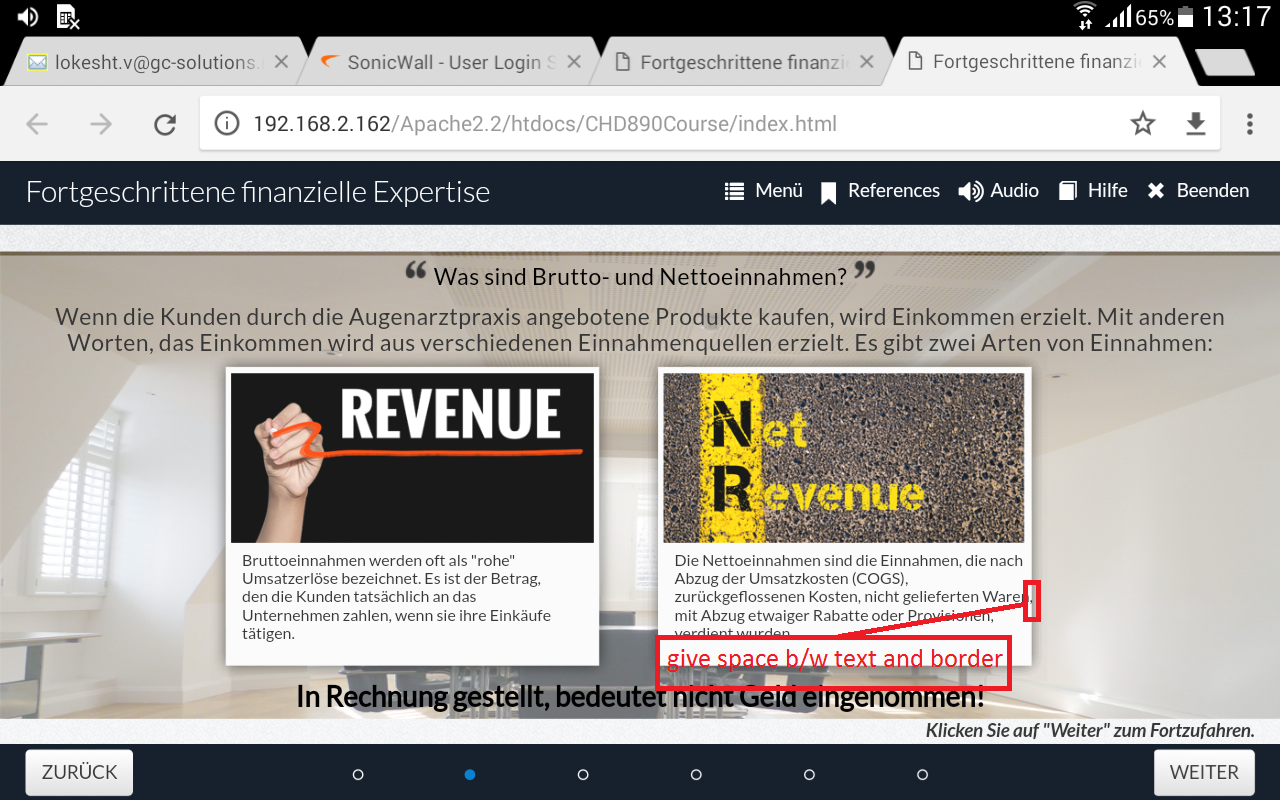 65% 13:17
lokesht.v@gc-solutions. SonicWall - User Login S Fortgeschrittene finanzi Fortgeschrittene finanzi
192.168.2.162/Apache2.2/htdocs/CHD890Course/index.html
Fortgeschrittene finanzielle Expertise Menü References Audio Hilfe Beenden
“ Was sind Brutto- und Nettoeinnahmen? ”
Wenn die Kunden durch die Augenarztpraxis angebotene Produkte kaufen, wird Einkommen erzielt. Mit anderen
Worten, das Einkommen wird aus verschiedenen Einnahmenquellen erzielt. Es gibt zwei Arten von Einnahmen:
REVENUE
Bruttoeinnahmen werden oft als "rohe"
Umsatzerlöse bezeichnet. Es ist der Betrag,
den die Kunden tatsächlich an das
Unternehmen zahlen, wenn sie ihre Einkäufe
tätigen.
Net
Revenue
Die Nettoeinnahmen sind die Einnahmen, die nach
Abzug der Umsatzkosten (COGS),
zurückgeflossenen Kosten, nicht gelieferten Waren,
mit Abzug etwaiger Rabatte oder Provisionen,
verdient wurden.
give space b/w text and border
In Rechnung gestellt, bedeutet nicht Geld eingenommen!
Klicken Sie auf "Weiter" zum Fortzufahren.
ZURÜCK WEITER